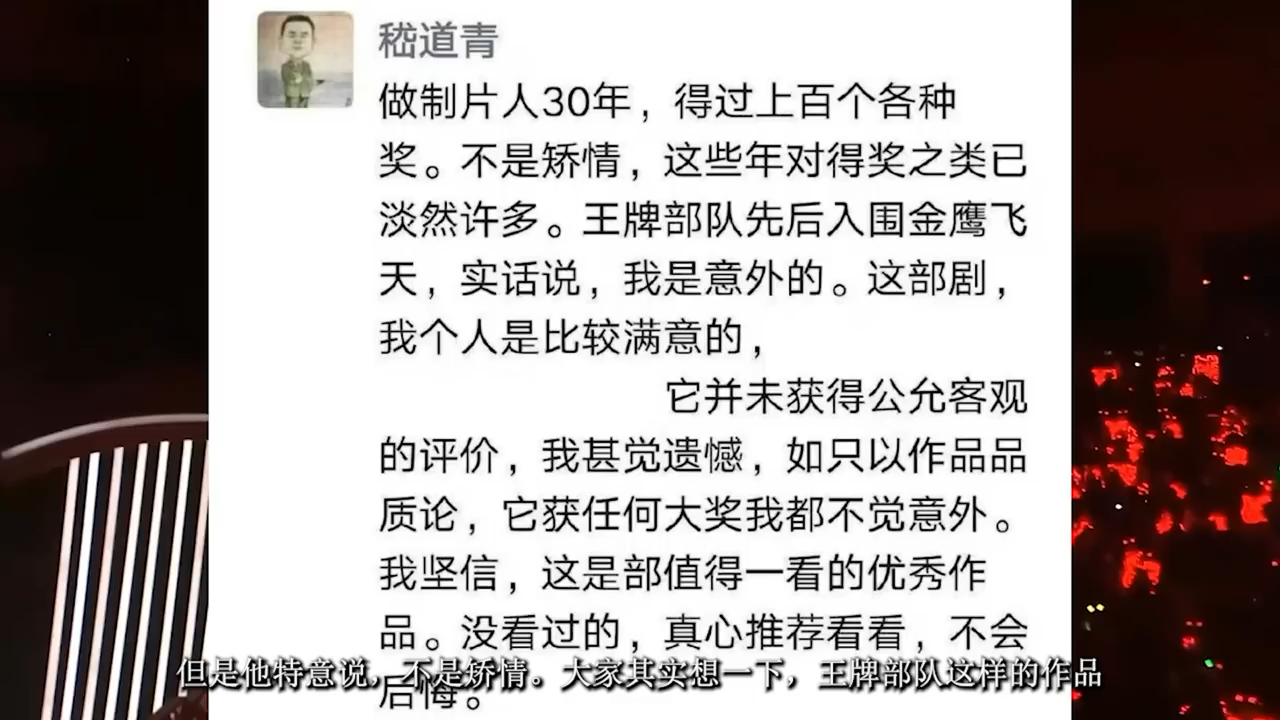 嵇道青
做制片人30年，得过上百个各种
奖。不是矫情，这些年对得奖之类已
淡然许多。王牌部队先后入围金鹰飞
天，实话说，我是意外的。这部剧，
我个人是比较满意的，
它并未获得公允客观
的评价，我甚觉遗憾，如只以作品品
质论，它获任何大奖我都不觉意外。
我坚信，这是部值得一看的优秀作
品。没看过的，真心推荐看看，不会
后悔。
但是他特意说，不是矫情。大家其实想一下，王牌部队这样的作品